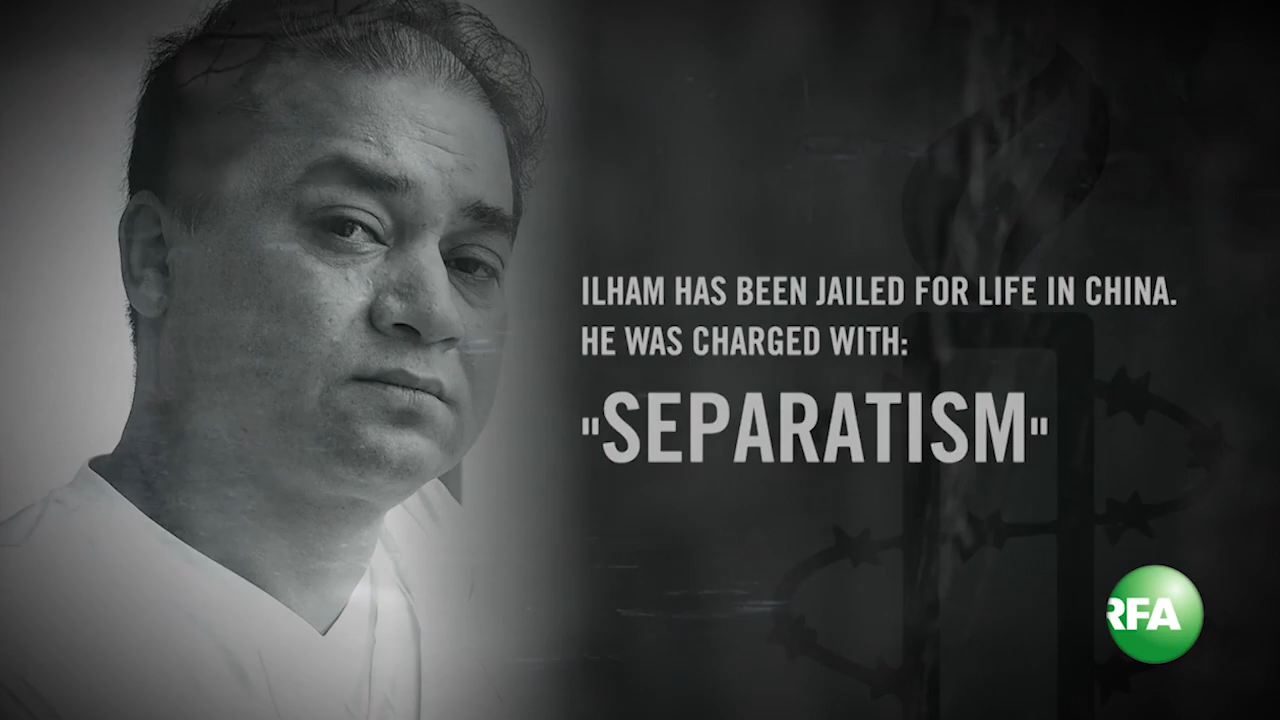 ILHAM HAS BEEN JAILED FOR LIFE IN CHINA.
HE WAS CHARGED WITH:
"SEPARATISM"
RFA